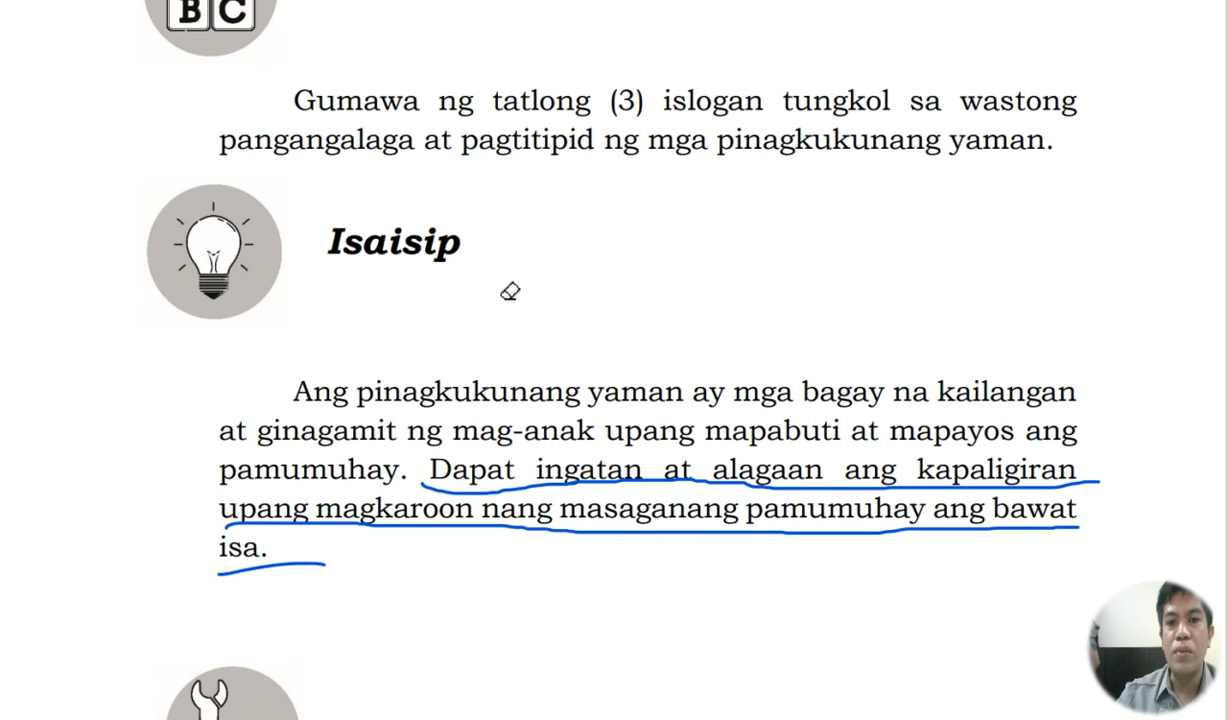 B C
Gumawa ng tatlong (3) islogan tungkol sa wastong
pangangalaga at pagtitipid ng mga pinagkukunang yaman.
Isaisip
Ang pinagkukunang yaman ay mga bagay na kailangan
at ginagamit ng mag-anak upang mapabuti at mapayos ang
pamumuhay. Dapat ingatan at alagaan ang kapaligiran
upang magkaroon nang masaganang pamumuhay ang bawat
isa.